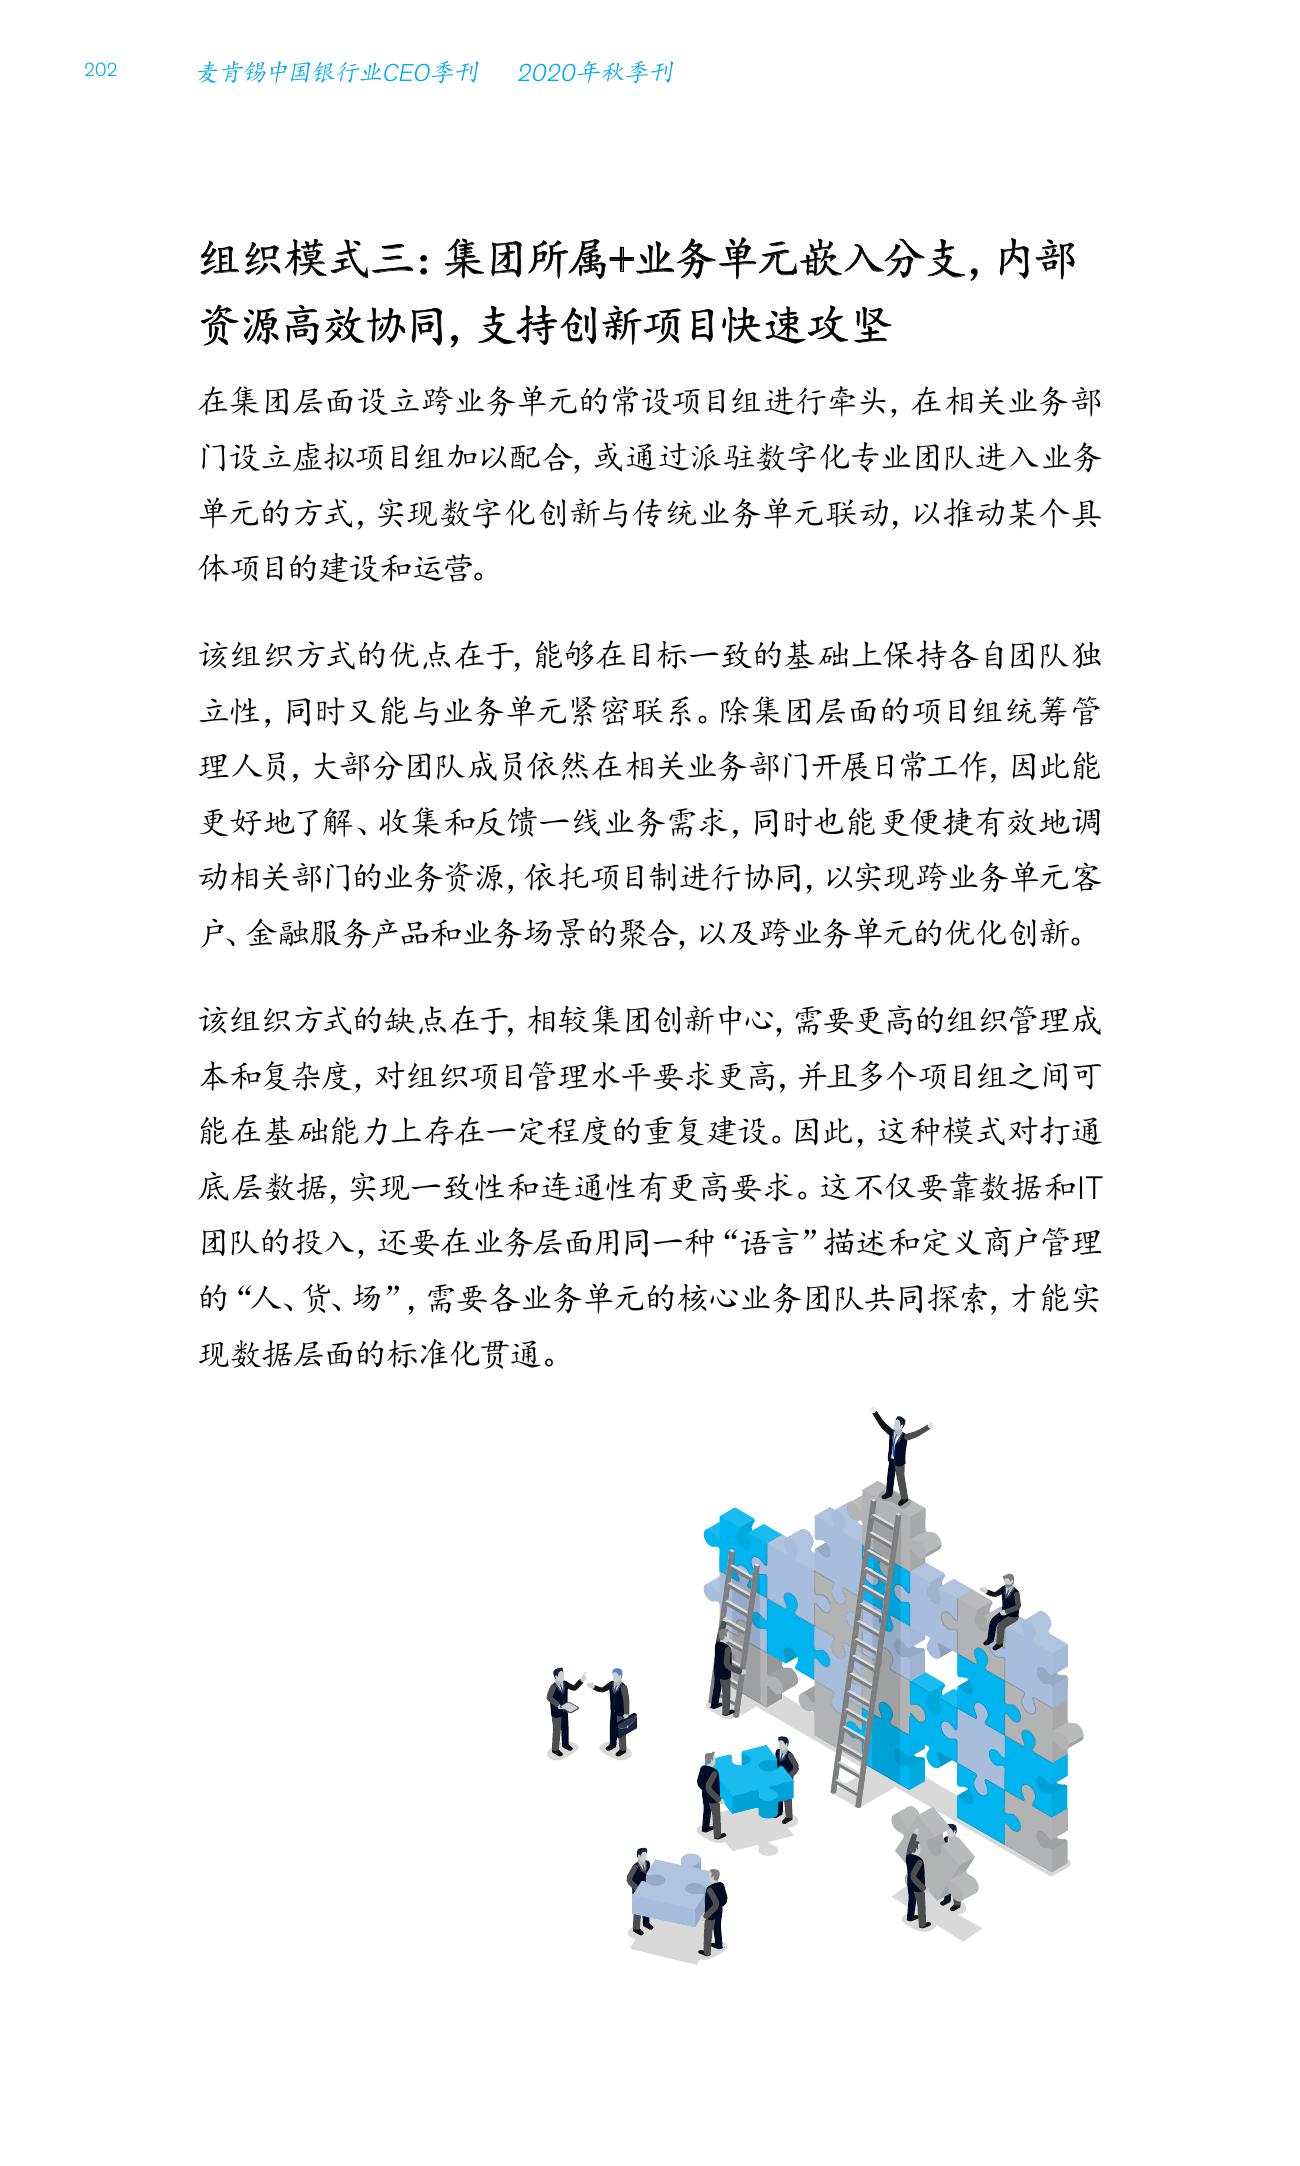 202 麦肯锡中国银行业CEO季刊 2020年秋季刊
组织模式三：集团所属+业务单元嵌入分支，内部
资源高效协同，支持创新项目快速攻坚
在集团层面设立跨业务单元的常设项目组进行牵头，在相关业务部
门设立虚拟项目组加以配合，或通过派驻数字化专业团队进入业务
单元的方式，实现数字化创新与传统业务单元联动，以推动某个具
体项目的建设和运营。
该组织方式的优点在于，能够在目标一致的基础上保持各自团队独
立性，同时又能与业务单元紧密联系。除集团层面的项目组统筹管
理人员，大部分团队成员依然在相关业务部门开展日常工作，因此能
更好地了解、收集和反馈一线业务需求，同时也能更便捷有效地调
动相关部门的业务资源，依托项目制进行协同，以实现跨业务单元客
户、金融服务产品和业务场景的聚合，以及跨业务单元的优化创新。
该组织方式的缺点在于，相较集团创新中心，需要更高的组织管理成
本和复杂度，对组织项目管理水平要求更高，并且多个项目组之间可
能在基础能力上存在一定程度的重复建设。因此，这种模式对打通
底层数据，实现一致性和连通性有更高要求。这不仅要靠数据和IT
团队的投入，还要在业务层面用同一种“语言”描述和定义商户管理
的“人、货、场”，需要各业务单元的核心业务团队共同探索，才能实
现数据层面的标准化贯通。